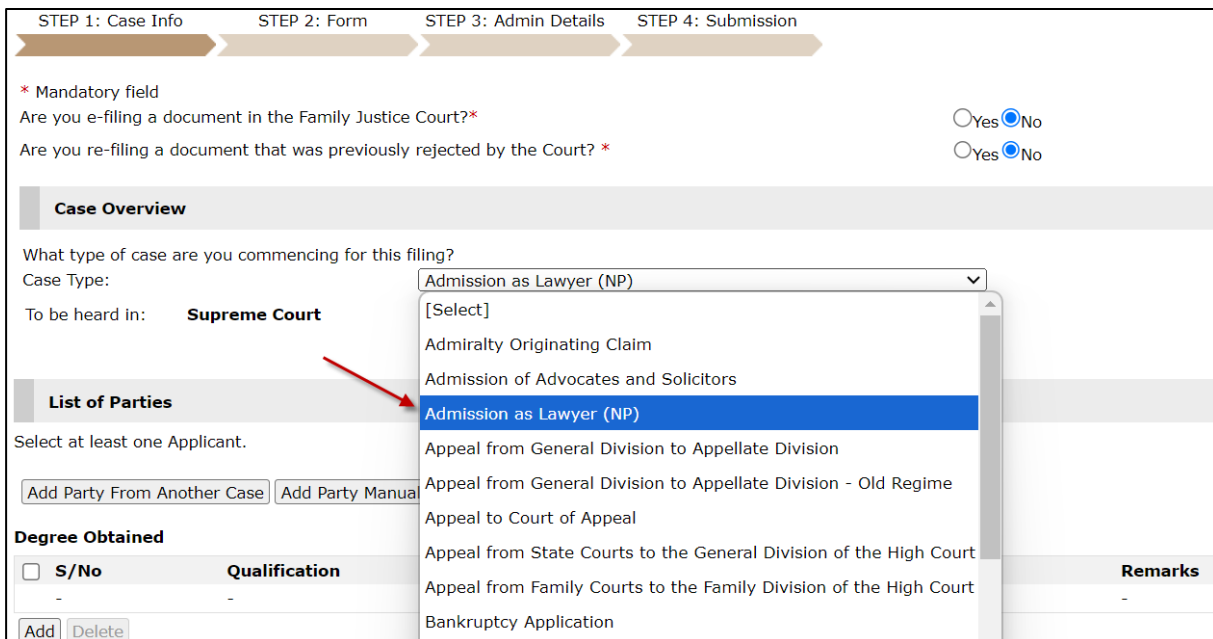 STEP 1: Case Info STEP 2: Form STEP 3: Admin Details STEP 4: Submission
* Mandatory field
Are you e-filing a document in the Family Justice Court?* Yes No
Are you re-filing a document that was previously rejected by the Court? * Yes No
Case Overview
What type of case are you commencing for this filing?
Case Type: Admission as Lawyer (NP)
To be heard in: Supreme Court
[Select]
Admiralty Originating Claim
Admission of Advocates and Solicitors
Admission as Lawyer (NP)
Appeal from General Division to Appellate Division
Appeal from General Division to Appellate Division - Old Regime
Appeal to Court of Appeal
Appeal from State Courts to the General Division of the High Court
Appeal from Family Courts to the Family Division of the High Court
Bankruptcy Application
List of Parties
Select at least one Applicant.
Add Party From Another Case Add Party Manual
Degree Obtained
S/No Qualification Remarks
- - -
Add Delete